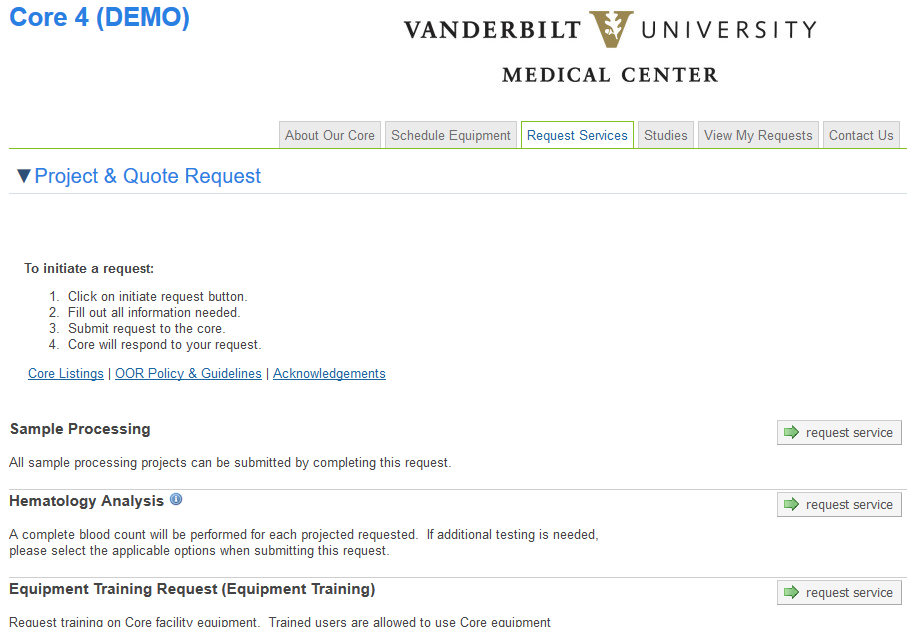 Core 4 (DEMO)
VANDERBILT V UNIVERSITY
MEDICAL CENTER
About Our Core Schedule Equipment Request Services Studies View My Requests Contact Us
▼Project & Quote Request
To initiate a request:
1. Click on initiate request button.
2. Fill out all information needed.
3. Submit request to the core.
4. Core will respond to your request.
Core Listings | OOR Policy & Guidelines | Acknowledgements
Sample Processing
request service
All sample processing projects can be submitted by completing this request.
Hematology Analysis
request service
A complete blood count will be performed for each projected requested. If additional testing is needed,
please select the applicable options when submitting this request.
Equipment Training Request (Equipment Training)
request service
Request training on Core facility equipment. Trained users are allowed to use Core equipment